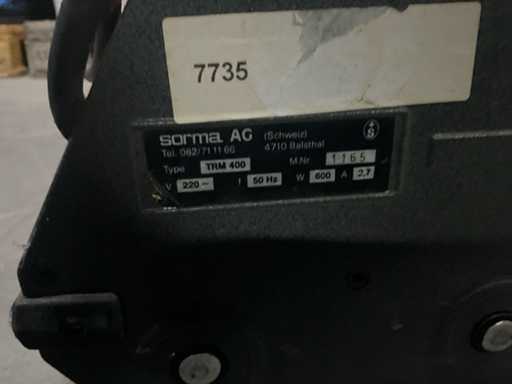 7735
sorma AG (Schweiz)
Tel. 062/71 11 66 4710 Balsthal
Type TRM 400 M.Nr 1165
V 220~ f 50 Hz W 600 A 2,7